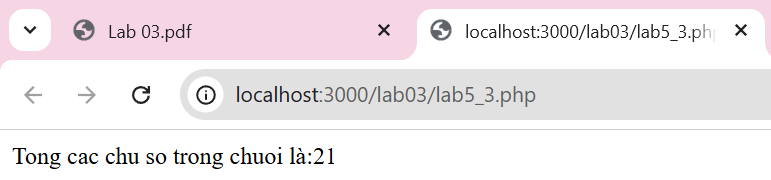 Lab 03.pdf
localhost:3000/lab03/lab5_3.php
localhost:3000/lab03/lab5_3.php
Tong cac chu so trong chuoi là:21